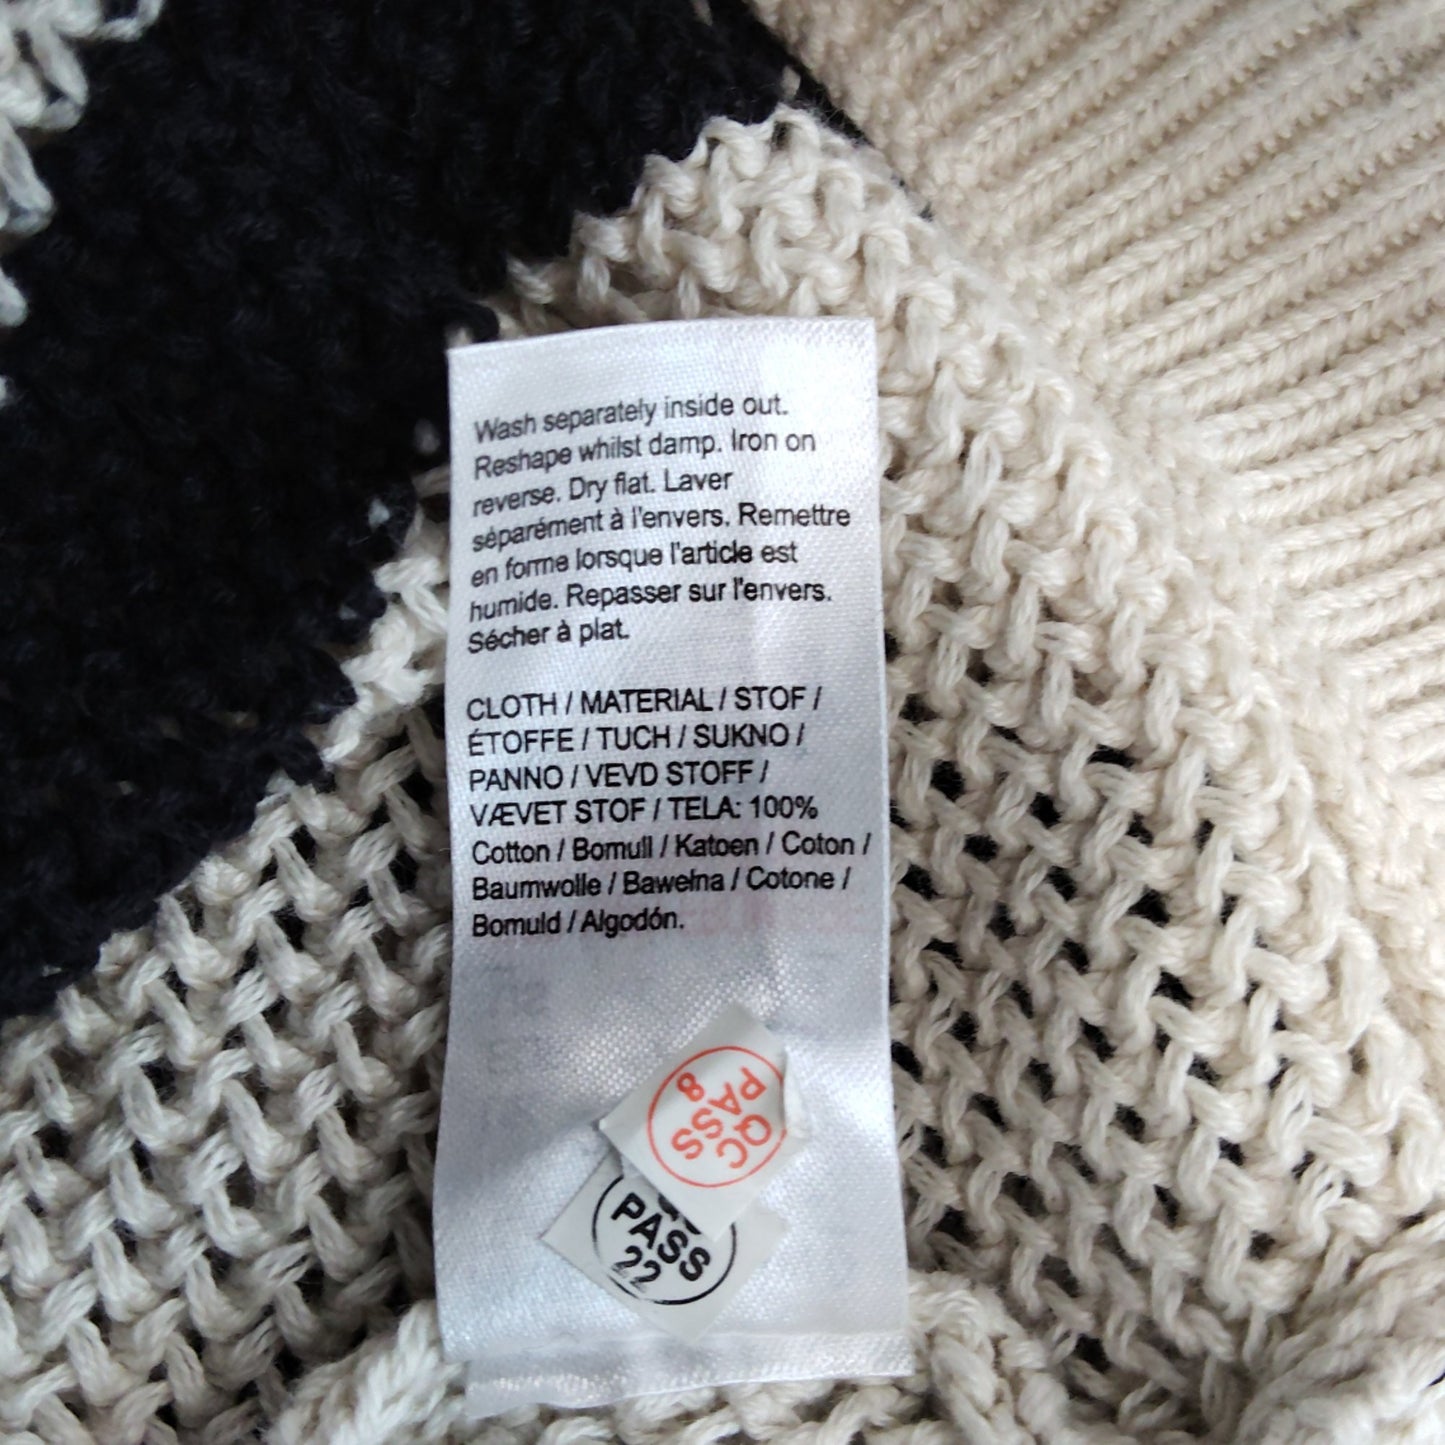 Wash separately inside out.
Reshape whilst damp. Iron on
reverse. Dry flat. Laver
séparément à l'envers. Remettre
en forme lorsque l'article est
humide. Repasser sur l'envers.
Sécher à plat.
CLOTH / MATERIAL / STOF /
ÉTOFFE / TUCH / SUKNO /
PANNO / VEVD STOFF /
VÆVET STOF / TELA: 100%
Cotton / Bomull / Katoen / Coton /
Baumwolle / Bawełna / Cotone /
Bomuld / Algodón.
QC
PASS
8
PASS
22